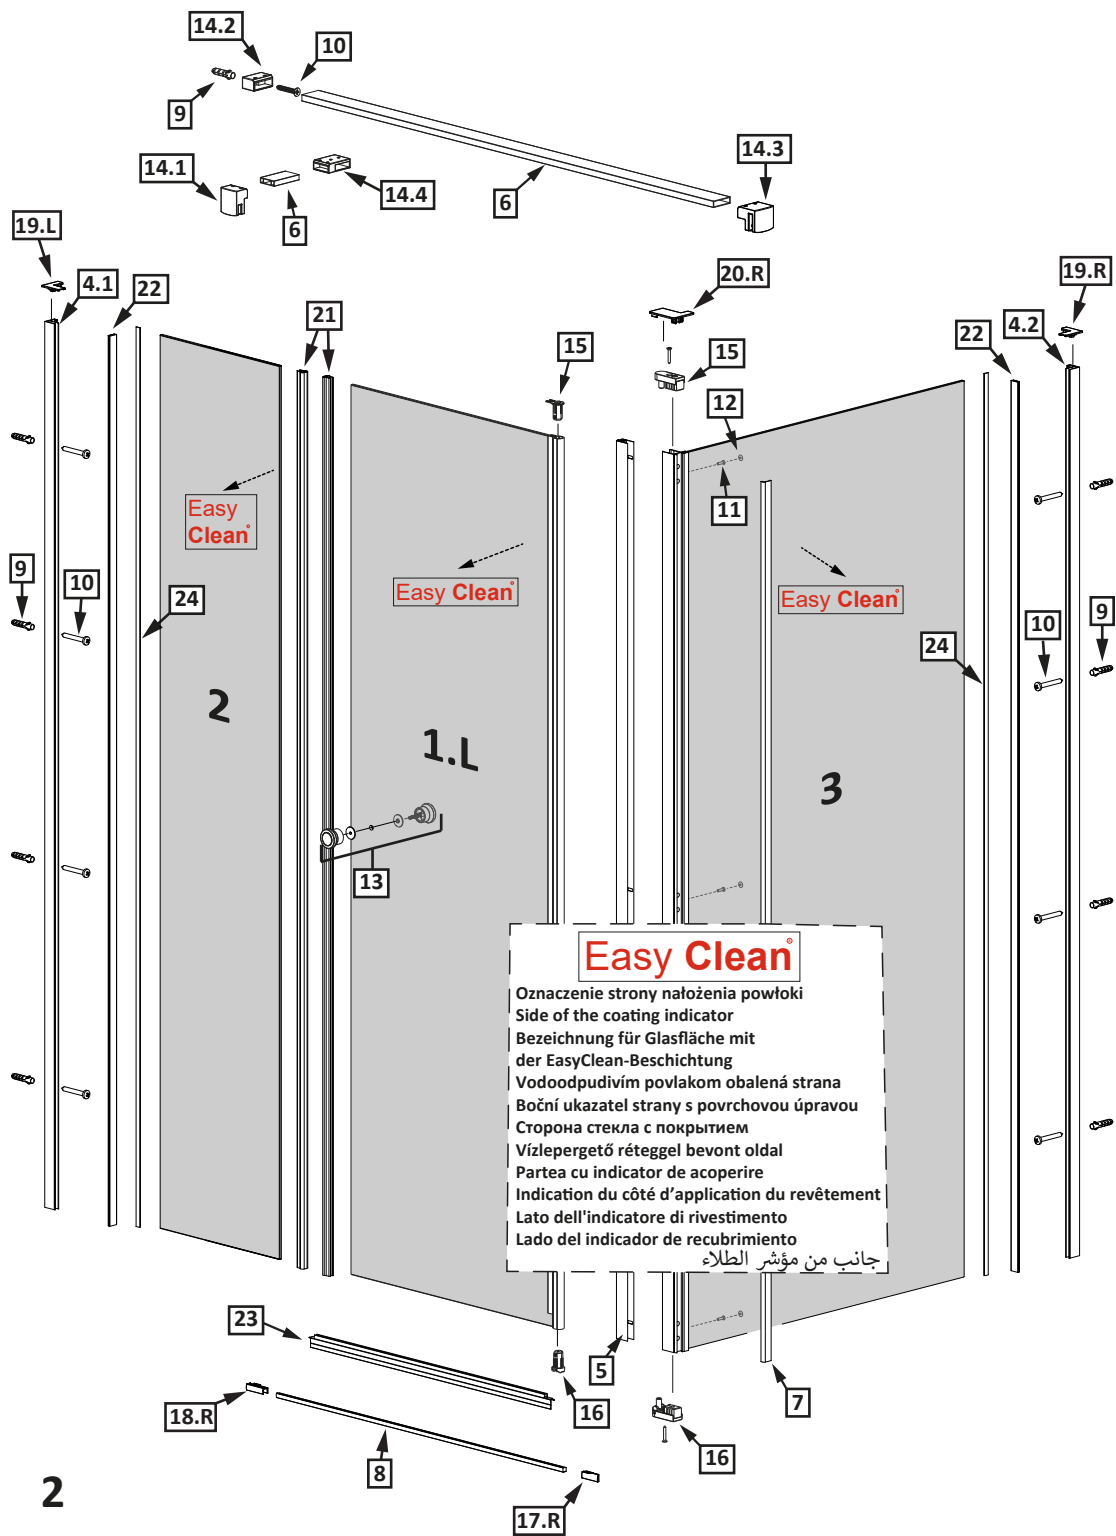 14.2
10
9
14.3
14.1
14.4
6
6
19.L
4.1
22
21
20.R
19.R
4.2
22
15
15
12
11
Easy
Clean®
Easy Clean®
Easy Clean®
9
10
24
24
10
9
2
1.L
3
13
Easy Clean®
Oznaczenie strony nałożenia powłoki
Side of the coating indicator
Bezeichnung für Glasfläche mit
der EasyClean-Beschichtung
Vodoodpudivím povlakom obalená strana
Boční ukazatel strany s povrchovou úpravou
Сторона стекла с покрытием
Vízlepergető réteggel bevont oldal
Partea cu indicator de acoperire
Indication du côté d’application du revêtement
Lato dell'indicatore di rivestimento
Lado del indicador de recubrimiento
جانب من مؤشر الطلاء
23
5
7
16
18.R
8
16
17.R
2